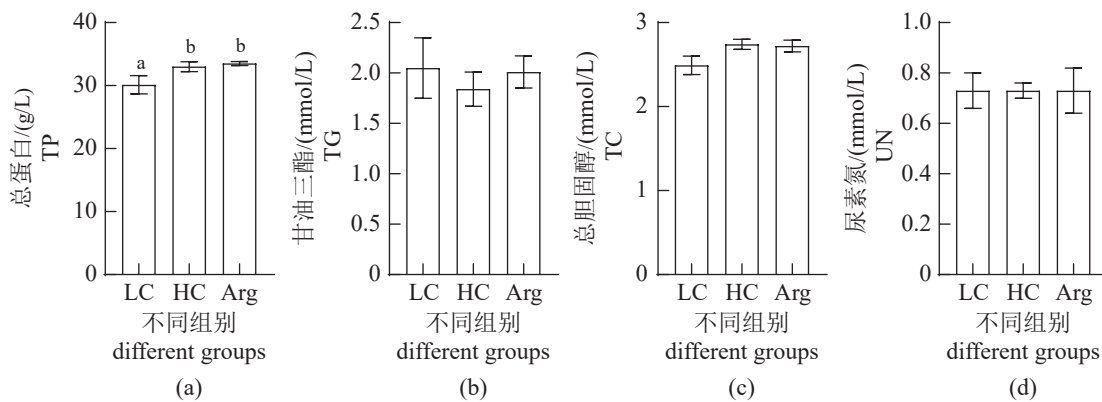 总蛋白/(g/L)
TP
40
30
20
10
0
a
b
b
LC
HC
Arg
不同组别
different groups
(a)
甘油三酯/(mmol/L)
TG
2.5
2.0
1.5
1.0
0.5
0
LC
HC
Arg
不同组别
different groups
(b)
总胆固醇/(mmol/L)
TC
3
2
1
0
LC
HC
Arg
不同组别
different groups
(c)
尿素氮/(mmol/L)
UN
1.0
0.8
0.6
0.4
0.2
0
LC
HC
Arg
不同组别
different groups
(d)